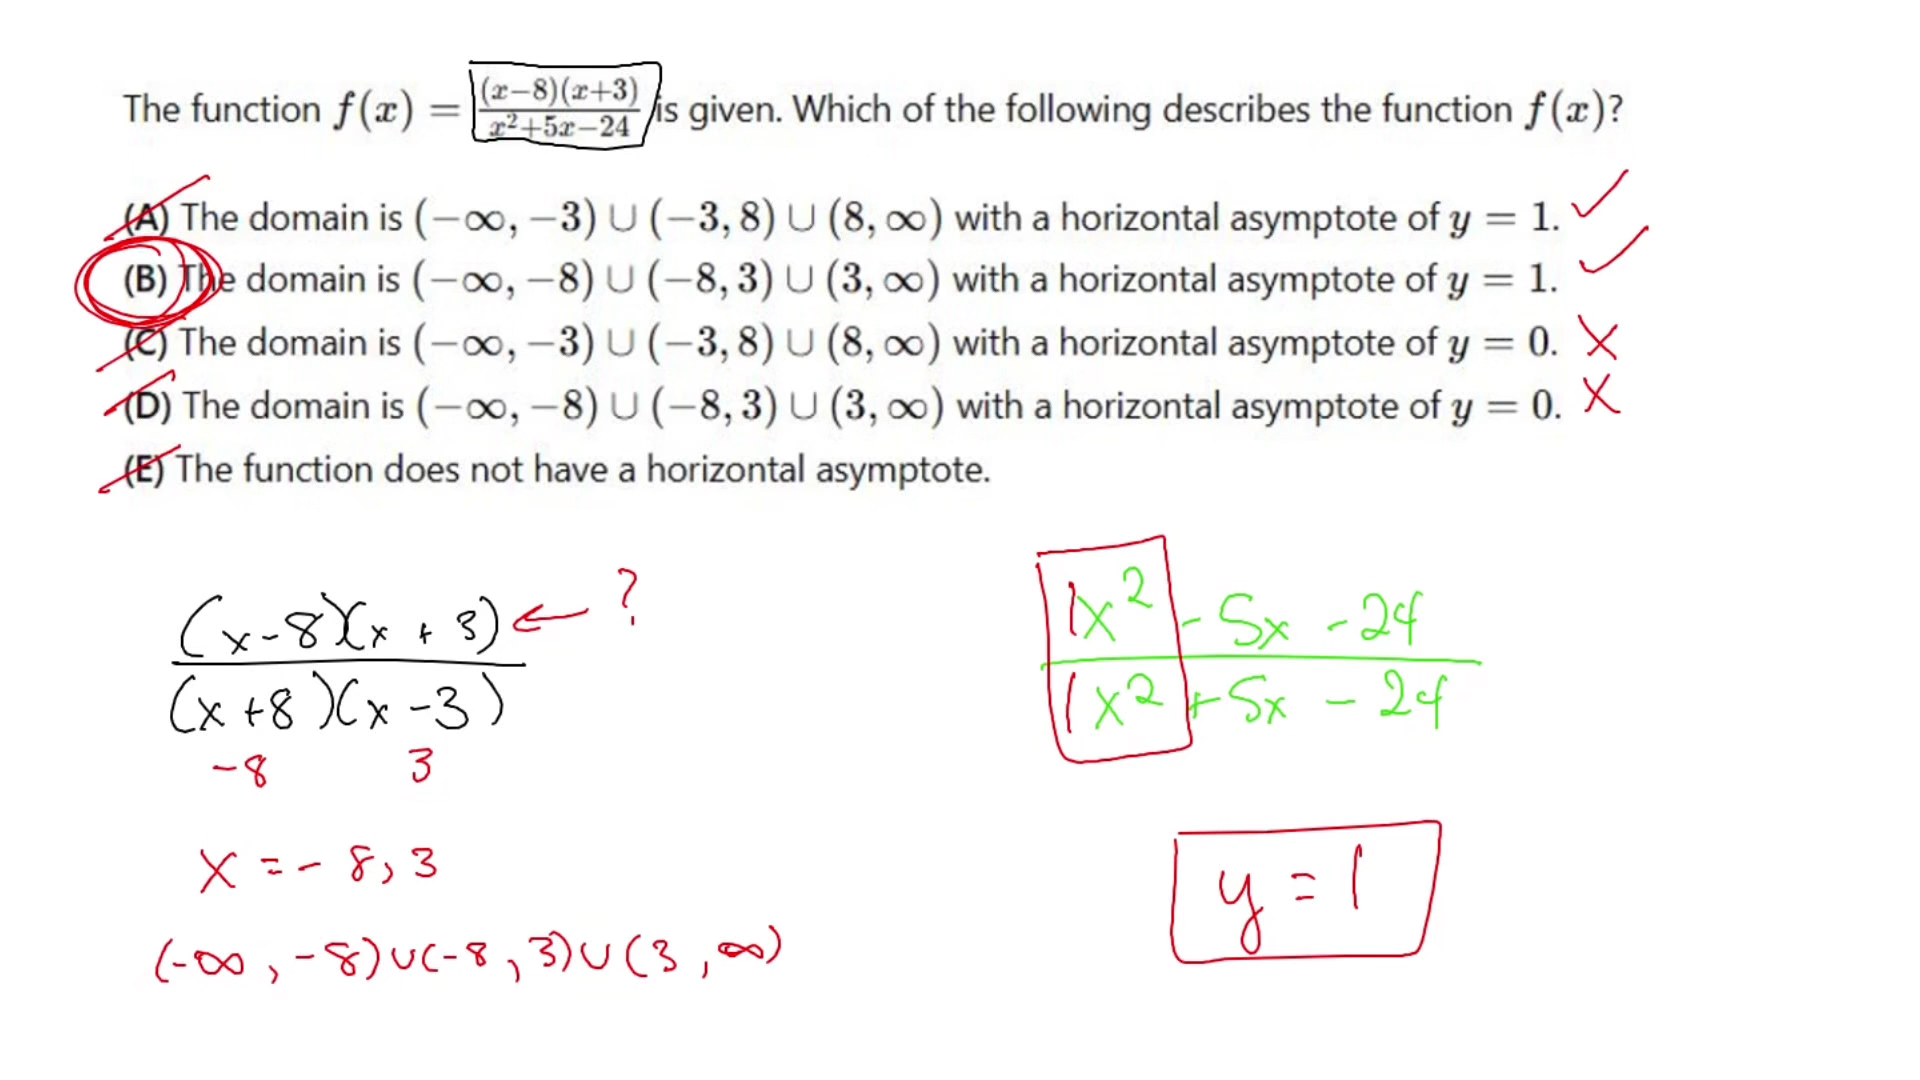 The function f(x) = (x−8)(x+3)/x²+5x−24 is given. Which of the following describes the function f(x)?
(A) The domain is (−∞, −3) ∪ (−3, 8) ∪ (8, ∞) with a horizontal asymptote of y = 1. ✓
(B) The domain is (−∞, −8) ∪ (−8, 3) ∪ (3, ∞) with a horizontal asymptote of y = 1. ✓
(C) The domain is (−∞, −3) ∪ (−3, 8) ∪ (8, ∞) with a horizontal asymptote of y = 0. X
(D) The domain is (−∞, −8) ∪ (−8, 3) ∪ (3, ∞) with a horizontal asymptote of y = 0. X
(E) The function does not have a horizontal asymptote.
(x-8)(x + 3) ← ?
(x+8)(x-3)
-8 3
x = -8, 3
(-∞, -8)∪(-8, 3)∪(3, ∞)
1x² - 5x - 24
1x² + 5x - 24
y = 1